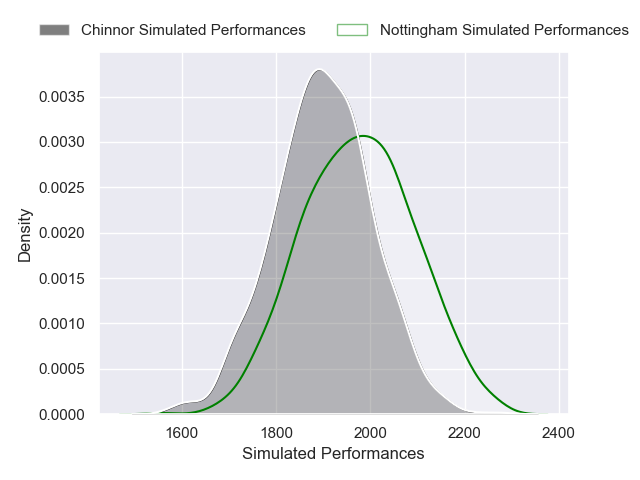 Chinnor Simulated Performances Nottingham Simulated Performances
0.0035
0.0030
0.0025
0.0020
0.0015
0.0010
0.0005
0.0000
Density
1600 1800 2000 2200 2400
Simulated Performances